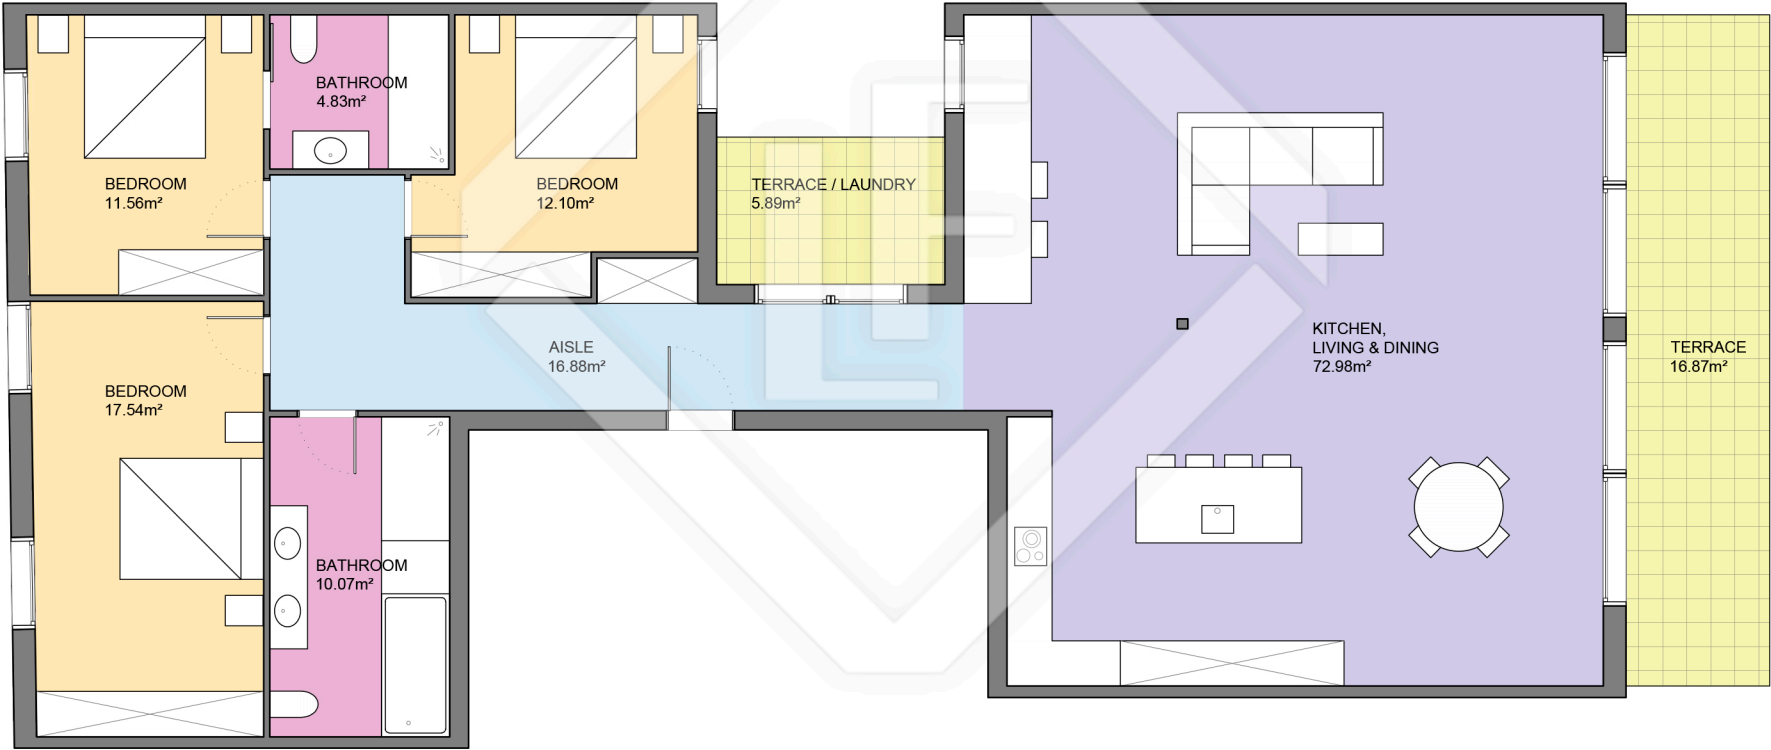 BATHROOM
4.83m²
BEDROOM
11.56m²
BEDROOM
12.10m²
TERRACE / LAUNDRY
5.89m²
AISLE
16.88m²
KITCHEN,
LIVING & DINING
72.98m²
TERRACE
16.87m²
BEDROOM
17.54m²
BATHROOM
10.07m²